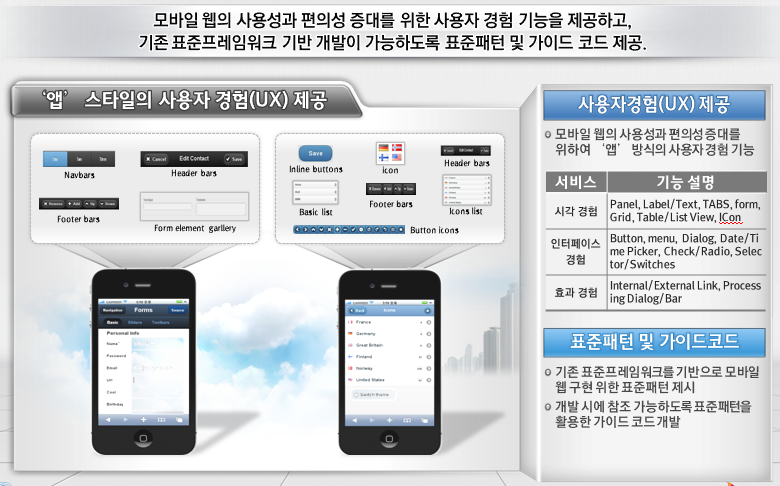 모바일 웹의 사용성과 편의성 증대를 위한 사용자 경험 기능을 제공하고,
기존 표준프레임워크 기반 개발이 가능하도록 표준패턴 및 가이드 코드 제공.
‘앱’ 스타일의 사용자 경험(UX) 제공
Navbars
Cancel Edit Contact Save
Header bars
Footer bars
Form element garllery
Save
Inline buttons
icon
Header bars
Basic list
Footer bars
Icons list
Button icons
Navigation Forms
Basic Sliders Toolbars
Personal Info
Name
Password
Email
Url
Cool
Birthday
Icons
France
Germany
Great Britain
Finland
Norway
United States
Switch theme
사용자경험(UX) 제공
모바일 웹의 사용성과 편의성 증대를
위하여 ‘앱’ 방식의 사용자 경험 기능
서비스 기능 설명
시각 경험
Panel, Label/Text, TABS, form,
Grid, Table/List View, ICon
인터페이스
경험
Button, menu, Dialog, Date/Ti
me Picker, Check/Radio, Selec
tor/Switches
효과 경험
Internal/External Link, Process
ing Dialog/Bar
표준패턴 및 가이드코드
기존 표준프레임워크를 기반으로 모바일
웹 구현 위한 표준패턴 제시
개발 시에 참조 가능하도록 표준패턴을
활용한 가이드 코드 개발